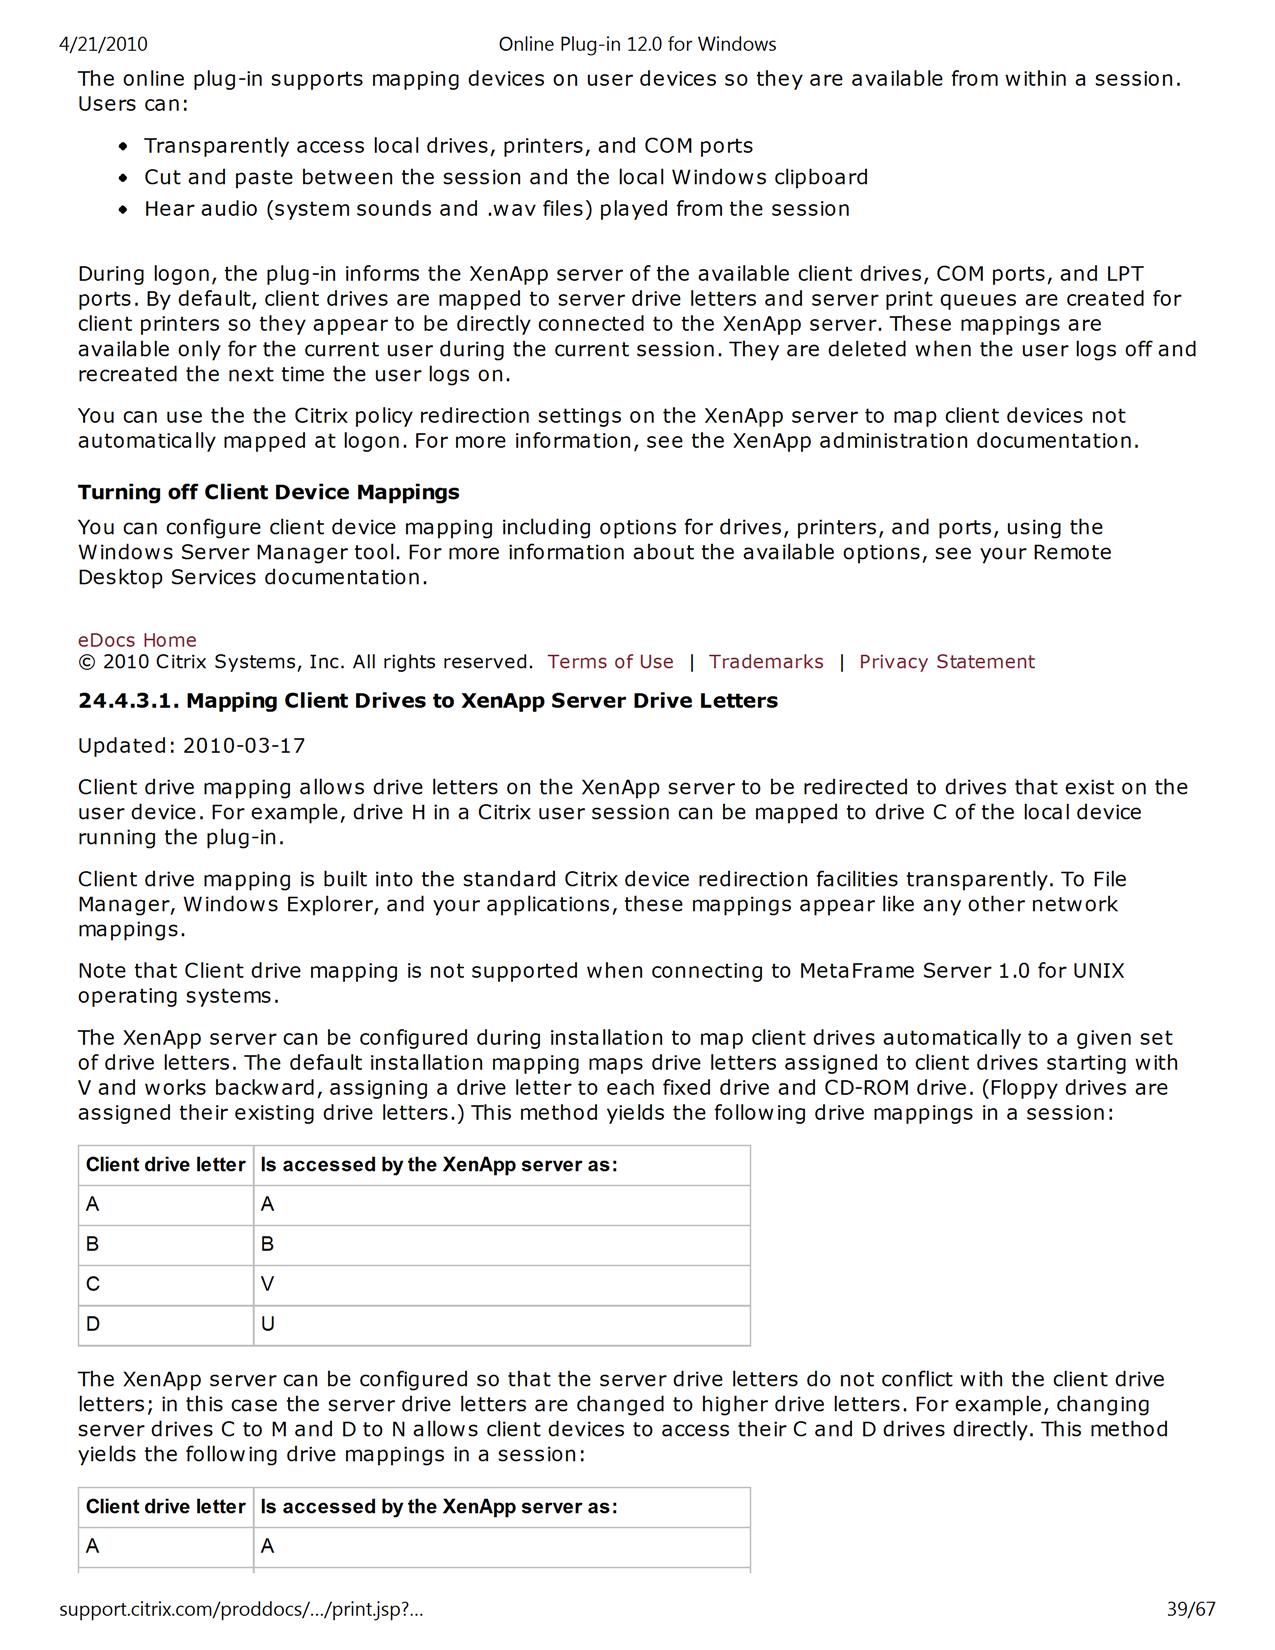 4/21/2010 Online Plug-in 12.0 for Windows
The online plug-in supports mapping devices on user devices so they are available from within a session.
Users can:
• Transparently access local drives, printers, and COM ports
• Cut and paste between the session and the local Windows clipboard
• Hear audio (system sounds and .wav files) played from the session
During logon, the plug-in informs the XenApp server of the available client drives, COM ports, and LPT
ports. By default, client drives are mapped to server drive letters and server print queues are created for
client printers so they appear to be directly connected to the XenApp server. These mappings are
available only for the current user during the current session. They are deleted when the user logs off and
recreated the next time the user logs on.
You can use the the Citrix policy redirection settings on the XenApp server to map client devices not
automatically mapped at logon. For more information, see the XenApp administration documentation.
Turning off Client Device Mappings
You can configure client device mapping including options for drives, printers, and ports, using the
Windows Server Manager tool. For more information about the available options, see your Remote
Desktop Services documentation.
eDocs Home
© 2010 Citrix Systems, Inc. All rights reserved. Terms of Use | Trademarks | Privacy Statement
24.4.3.1. Mapping Client Drives to XenApp Server Drive Letters
Updated: 2010-03-17
Client drive mapping allows drive letters on the XenApp server to be redirected to drives that exist on the
user device. For example, drive H in a Citrix user session can be mapped to drive C of the local device
running the plug-in.
Client drive mapping is built into the standard Citrix device redirection facilities transparently. To File
Manager, Windows Explorer, and your applications, these mappings appear like any other network
mappings.
Note that Client drive mapping is not supported when connecting to MetaFrame Server 1.0 for UNIX
operating systems.
The XenApp server can be configured during installation to map client drives automatically to a given set
of drive letters. The default installation mapping maps drive letters assigned to client drives starting with
V and works backward, assigning a drive letter to each fixed drive and CD-ROM drive. (Floppy drives are
assigned their existing drive letters.) This method yields the following drive mappings in a session:
Client drive letter Is accessed by the XenApp server as:
A A
B B
C V
D U
The XenApp server can be configured so that the server drive letters do not conflict with the client drive
letters; in this case the server drive letters are changed to higher drive letters. For example, changing
server drives C to M and D to N allows client devices to access their C and D drives directly. This method
yields the following drive mappings in a session:
Client drive letter Is accessed by the XenApp server as:
A A
support.citrix.com/proddocs/.../print.jsp?... 39/67